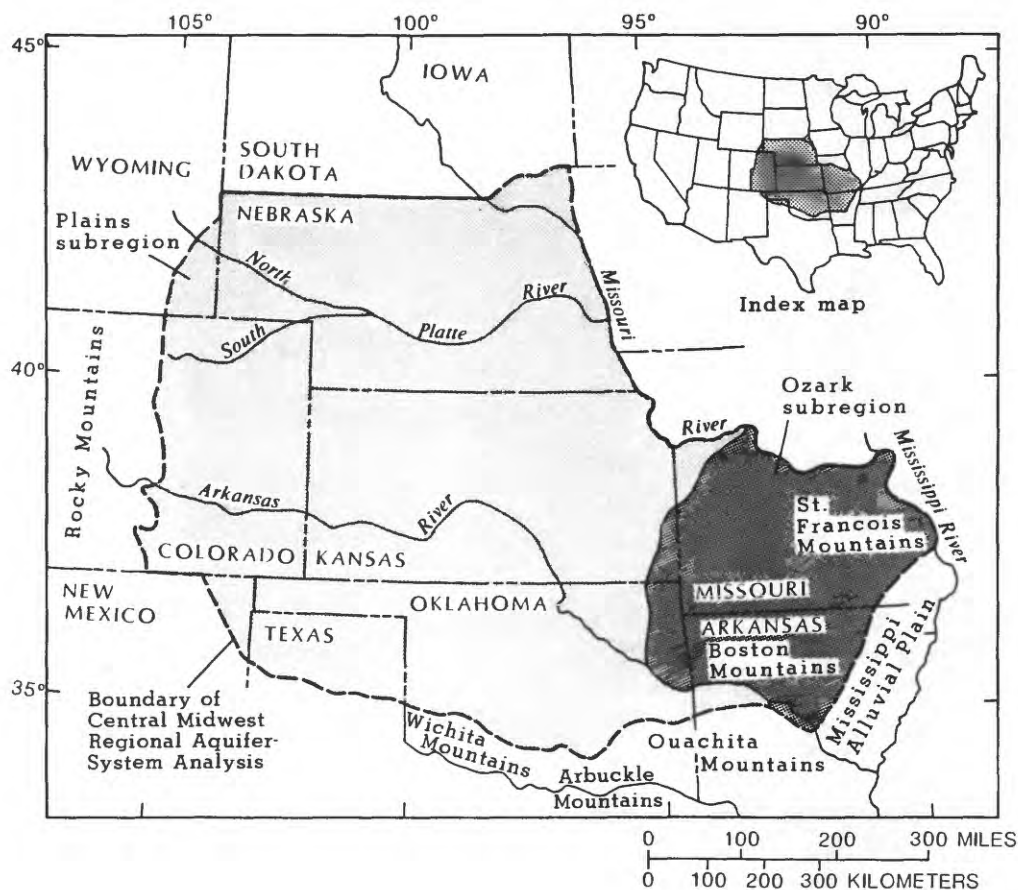 105° 100° 95° 90°
45°
IOWA
WYOMING
SOUTH
DAKOTA
NEBRASKA
Plains
subregion
North
River
Missouri
Index map
South
Platte
40°
Rocky Mountains
Ozark
subregion
River
Mississippi River
Arkansas
River
St.
Francois
Mountains
COLORADO
KANSAS
NEW
MEXICO
OKLAHOMA
MISSOURI
TEXAS
ARKANSAS
Boston
Mountains
Mississippi
Alluvial Plain
35°
Boundary of
Central Midwest
Regional Aquifer-
System Analysis
Wichita
Mountains
Ouachita
Mountains
Arbuckle
Mountains
0 100 200 300 MILES
0 100 200 300 KILOMETERS